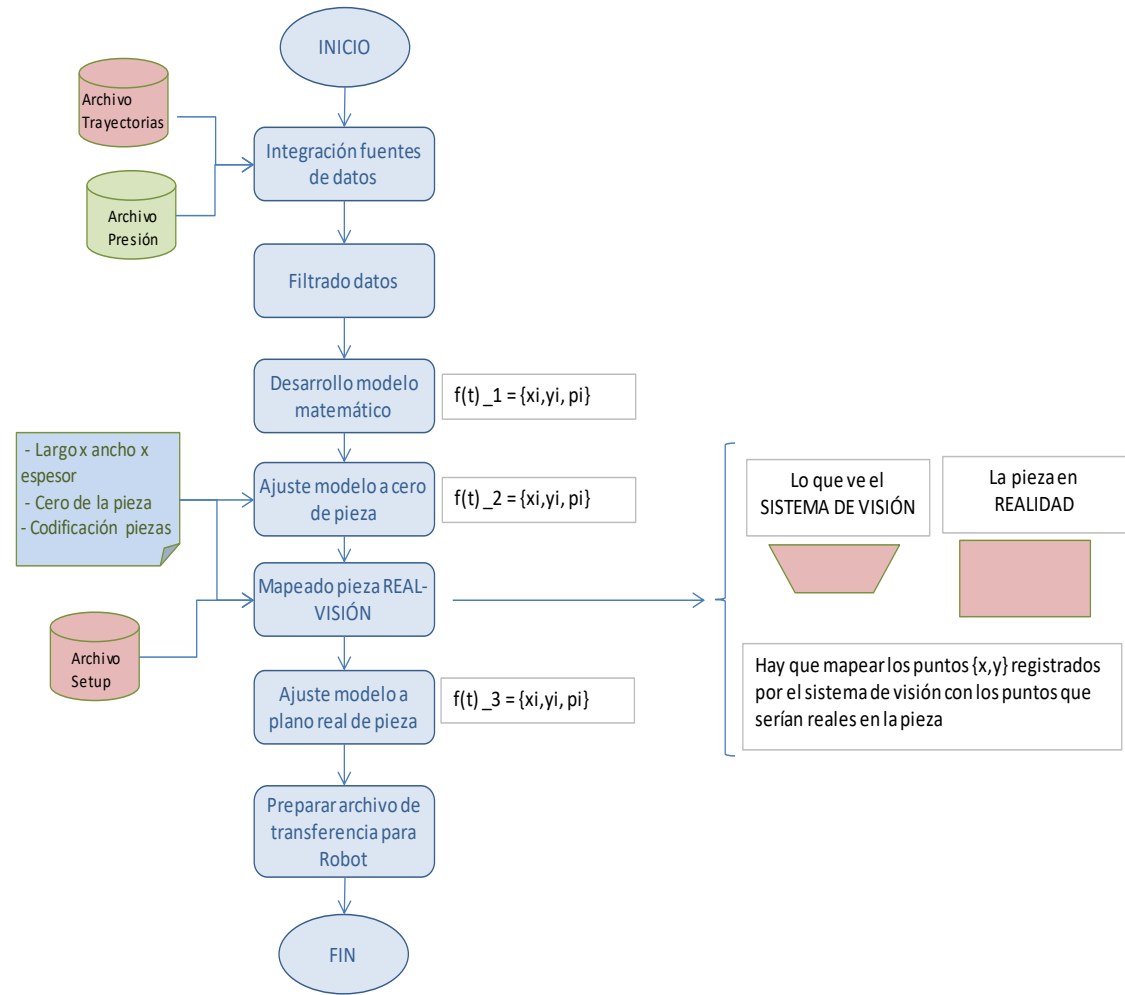 INICIO
Archivo
Trayectorias
Integración fuentes
de datos
Archivo
Presión
Filtrado datos
Desarrollo modelo
matemático
f(t)_1 = {xi,yi, pi}
- Largo x ancho x
espesor
- Cero de la pieza
- Codificación piezas
Ajuste modelo a cero
de pieza
f(t)_2 = {xi,yi, pi}
Lo que ve el
SISTEMA DE VISIÓN
La pieza en
REALIDAD
Mapeado pieza REAL-
VISIÓN
Archivo
Setup
Hay que mapear los puntos {x,y} registrados
por el sistema de visión con los puntos que
serían reales en la pieza
Ajuste modelo a
plano real de pieza
f(t)_3 = {xi,yi, pi}
Preparar archivo de
transferencia para
Robot
FIN